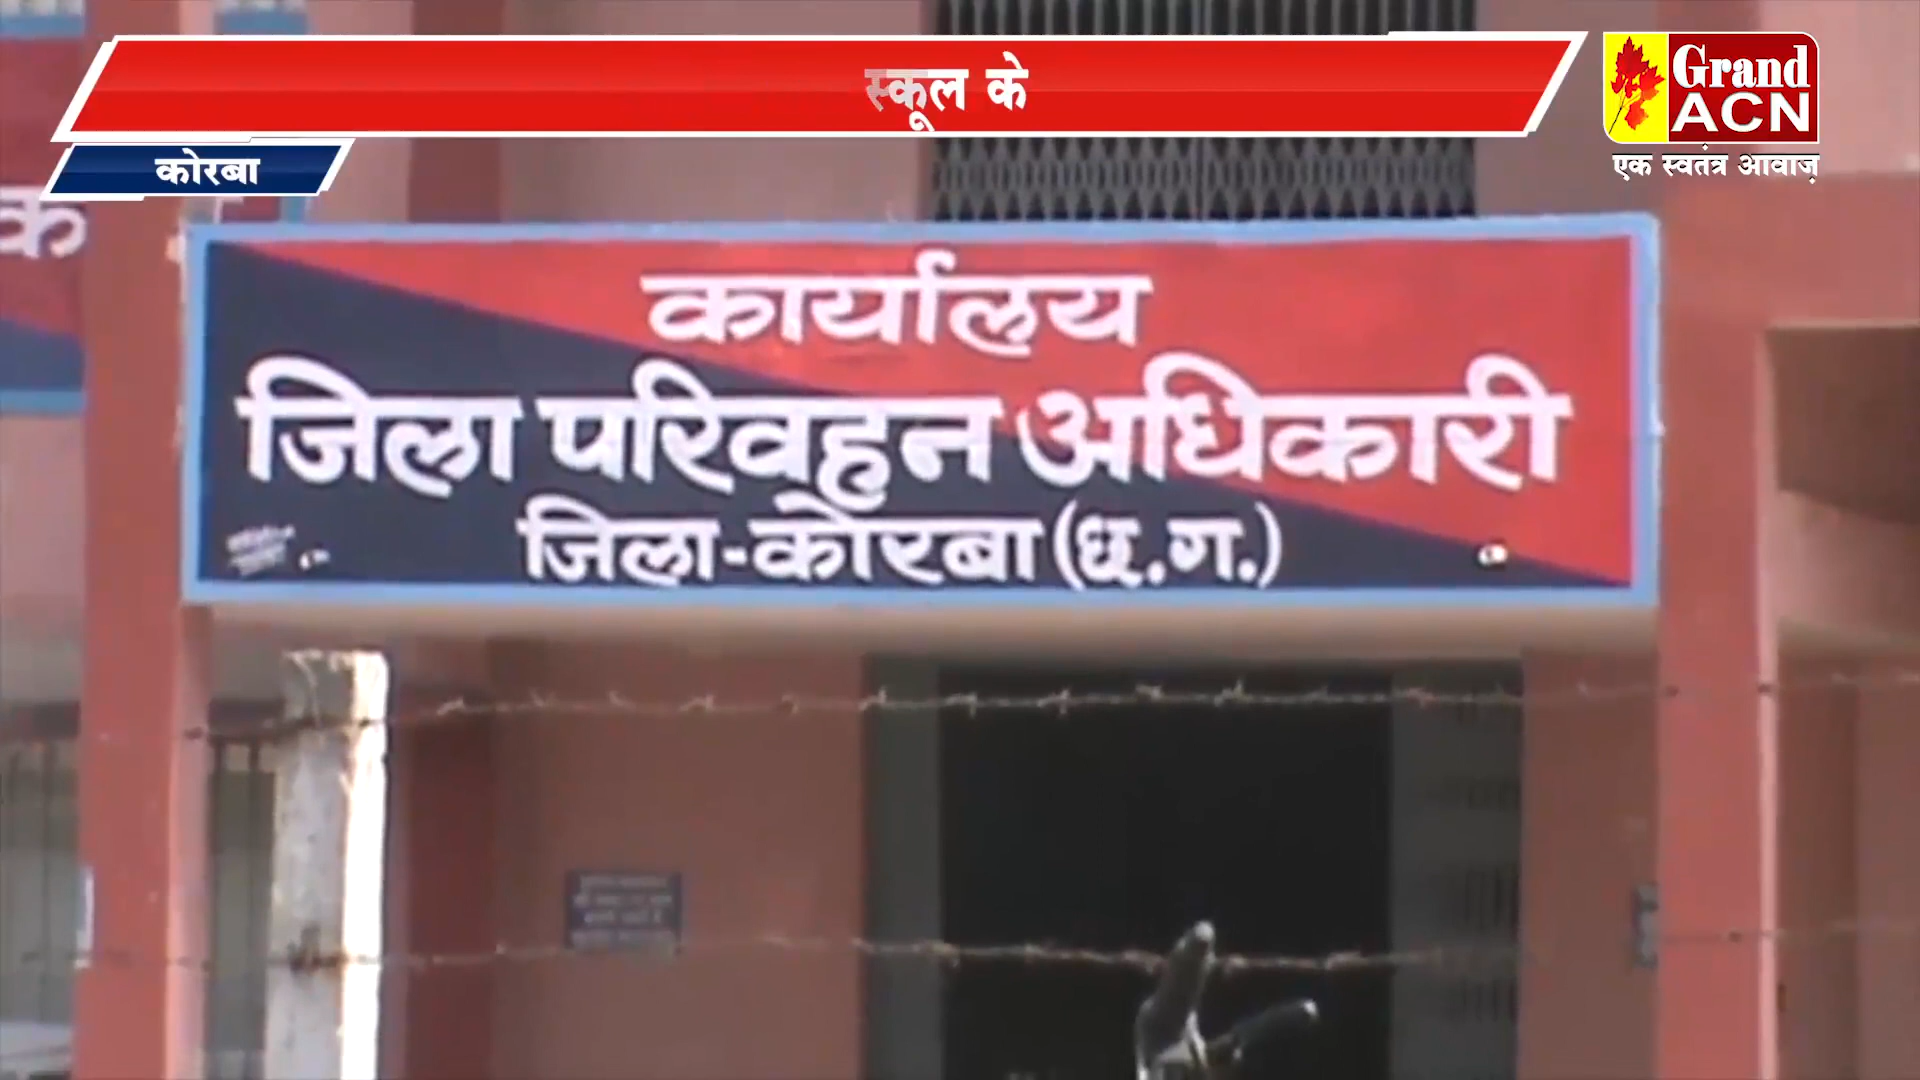 स्कूल के
Grand
ACN
एक स्वतंत्र आवाज़
कोरबा
क
कार्यालय
जिला परिवहन अधिकारी
जिला-कोरबा (छ.ग.)